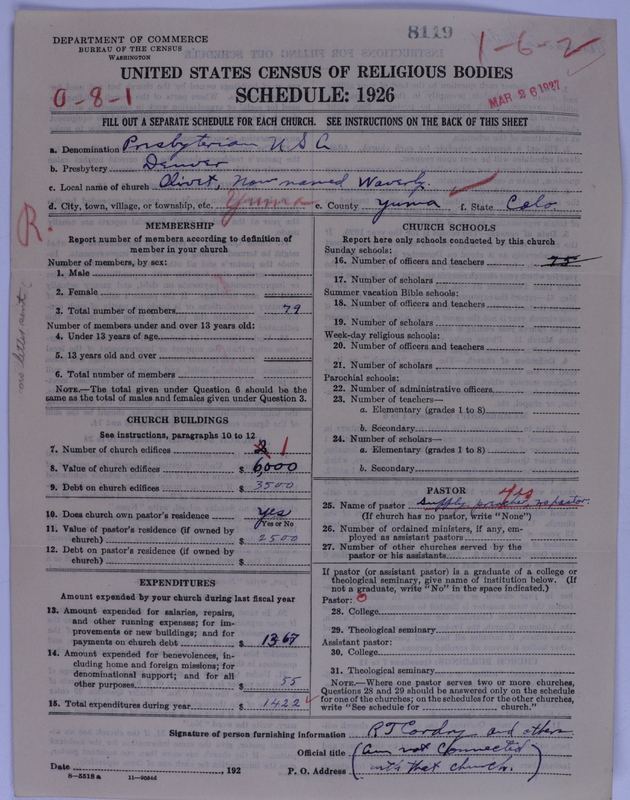 8119
1-6-2
DEPARTMENT OF COMMERCE
BUREAU OF THE CENSUS
WASHINGTON
UNITED STATES CENSUS OF RELIGIOUS BODIES
0-8-1
SCHEDULE: 1926
MAR 26 1927
FILL OUT A SEPARATE SCHEDULE FOR EACH CHURCH. SEE INSTRUCTIONS ON THE BACK OF THIS SHEET
a. Denomination Presbyterian U S A
b. Presbytery Denver
c. Local name of church Olivet, now named Waverly.
d. City, town, village, or township, etc. Yuma e. County Yuma f. State Colo
R.
no letter sent
MEMBERSHIP
Report number of members according to definition of
member in your church
Number of members, by sex:
1. Male
2. Female
3. Total number of members 79
Number of members under and over 13 years old:
4. Under 13 years of age
5. 13 years old and over
6. Total number of members
NOTE.—The total given under Question 6 should be the
same as the total of males and females given under Question 3.
CHURCH BUILDINGS
See instructions, paragraphs 10 to 12
7. Number of church edifices 1
8. Value of church edifices $ 6,000
9. Debt on church edifices $ 3500
10. Does church own pastor's residence yes
Yes or No
11. Value of pastor's residence (if owned by
church) $ 2500
12. Debt on pastor's residence (if owned by
church) $
EXPENDITURES
Amount expended by your church during last fiscal year
13. Amount expended for salaries, repairs,
and other running expenses; for im-
provements or new buildings; and for
payments on church debt $ 1367
14. Amount expended for benevolences, in-
cluding home and foreign missions; for
denominational support; and for all
other purposes $ 55
15. Total expenditures during year $ 1422
CHURCH SCHOOLS
Report here only schools conducted by this church
Sunday schools:
16. Number of officers and teachers 75
17. Number of scholars
Summer vacation Bible schools:
18. Number of officers and teachers
19. Number of scholars
Week-day religious schools:
20. Number of officers and teachers
21. Number of scholars
Parochial schools:
22. Number of administrative officers
23. Number of teachers—
a. Elementary (grades 1 to 8)
b. Secondary
24. Number of scholars—
a. Elementary (grades 1 to 8)
b. Secondary
PASTOR
yes
25. Name of pastor Supply preacher, no pastor.
(If church has no pastor, write "None")
26. Number of ordained ministers, if any, em-
ployed as assistant pastors
27. Number of other churches served by the
pastor or his assistants
If pastor (or assistant pastor) is a graduate of a college or
theological seminary, give name of institution below. (If
not a graduate, write "No" in the space indicated.)
Pastor: 0
28. College
29. Theological seminary
Assistant pastor:
30. College
31. Theological seminary
NOTE.—Where one pastor serves two or more churches,
Questions 28 and 29 should be answered only on the schedule
for one of the churches; on the schedules for the other churches,
write "See schedule for church."
Signature of person furnishing information R T Cordry and others
Official title (am not connected
Date , 192 P. O. Address with that church.)
8—5518 a 11—9554d